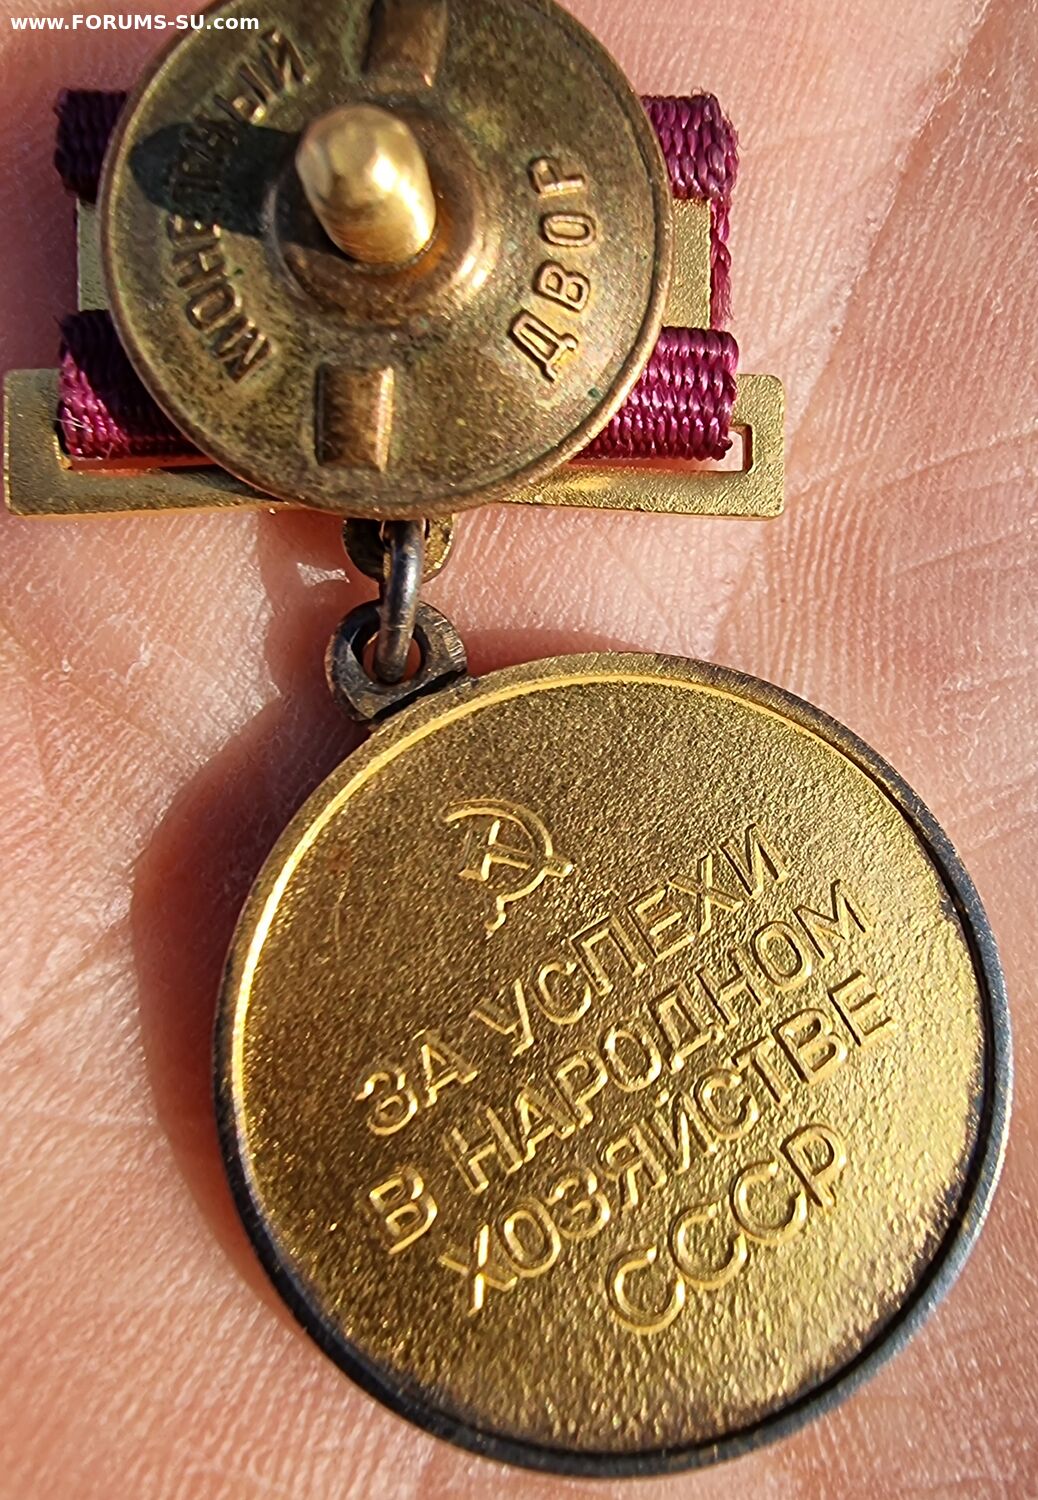 www.FORUMS-SU.com
МОНЕТНЫЙ
ДВОР
ЗА УСПЕХИ
В НАРОДНОМ
ХОЗЯЙСТВЕ
СССР